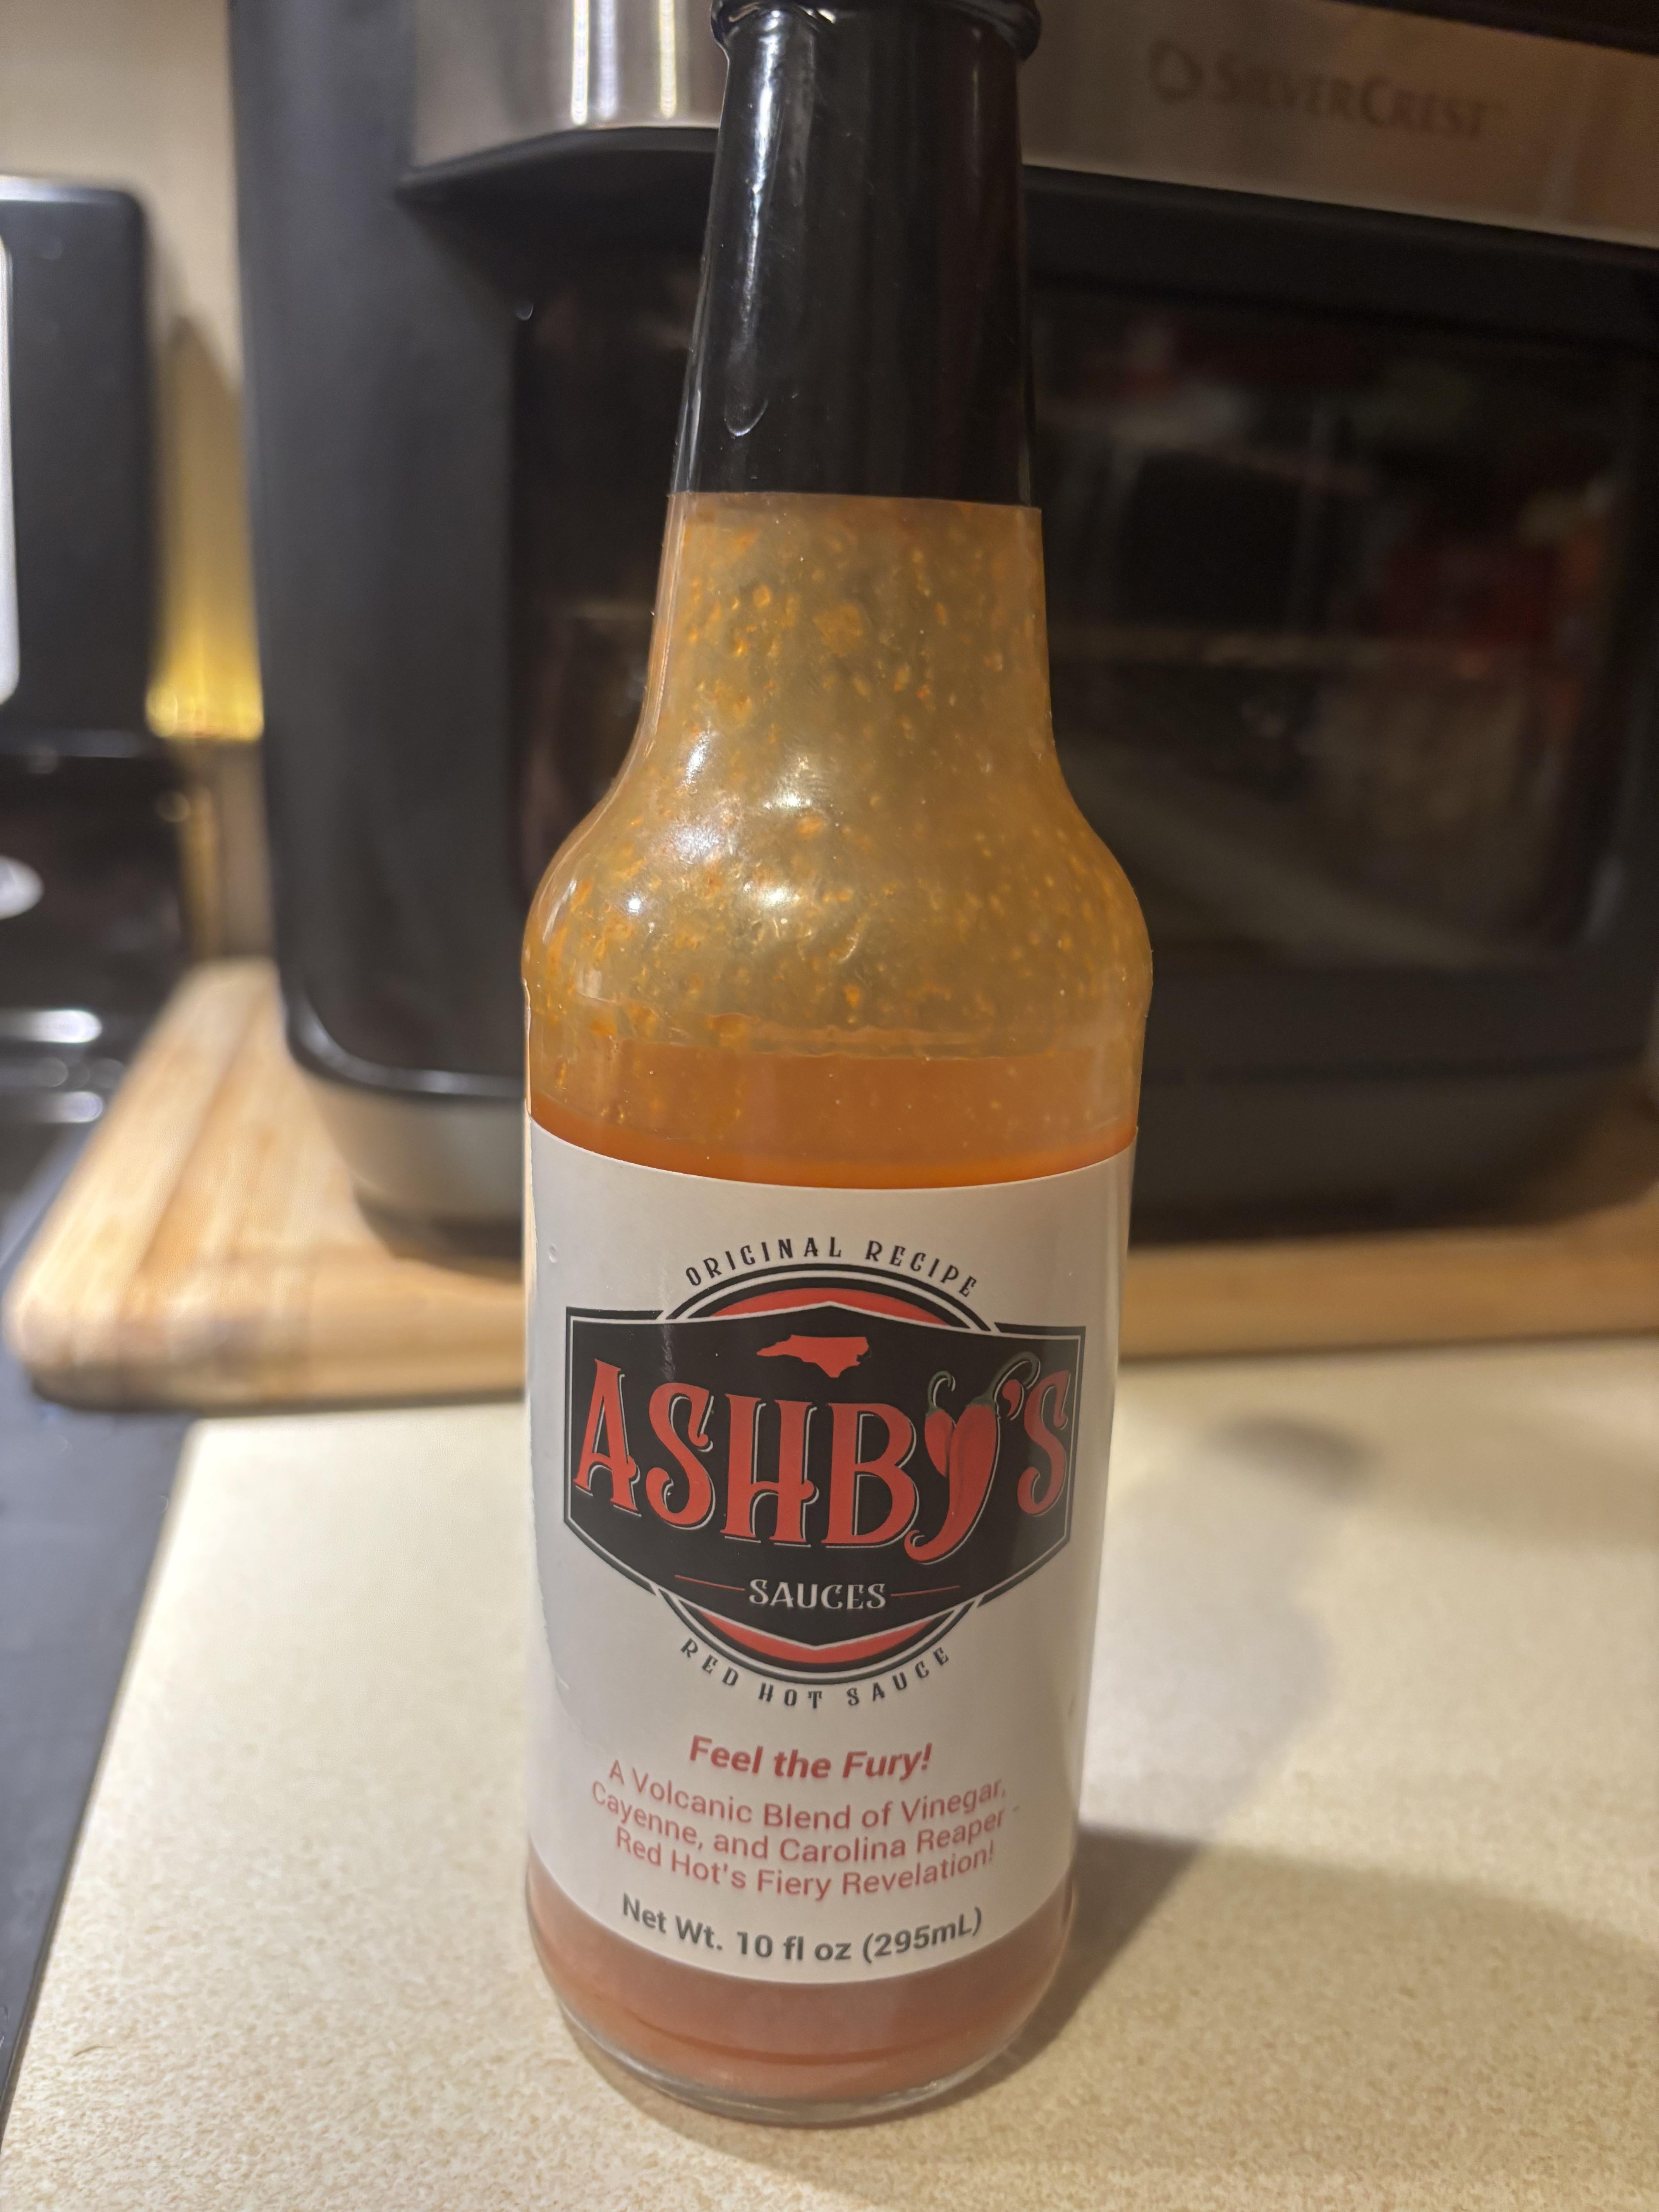 SILVERCREST
ORIGINAL RECIPE
ASHBY'S
SAUCES
RED HOT SAUCE
Feel the Fury!
A Volcanic Blend of Vinegar,
Cayenne, and Carolina Reaper -
Red Hot's Fiery Revelation!
Net Wt. 10 fl oz (295mL)